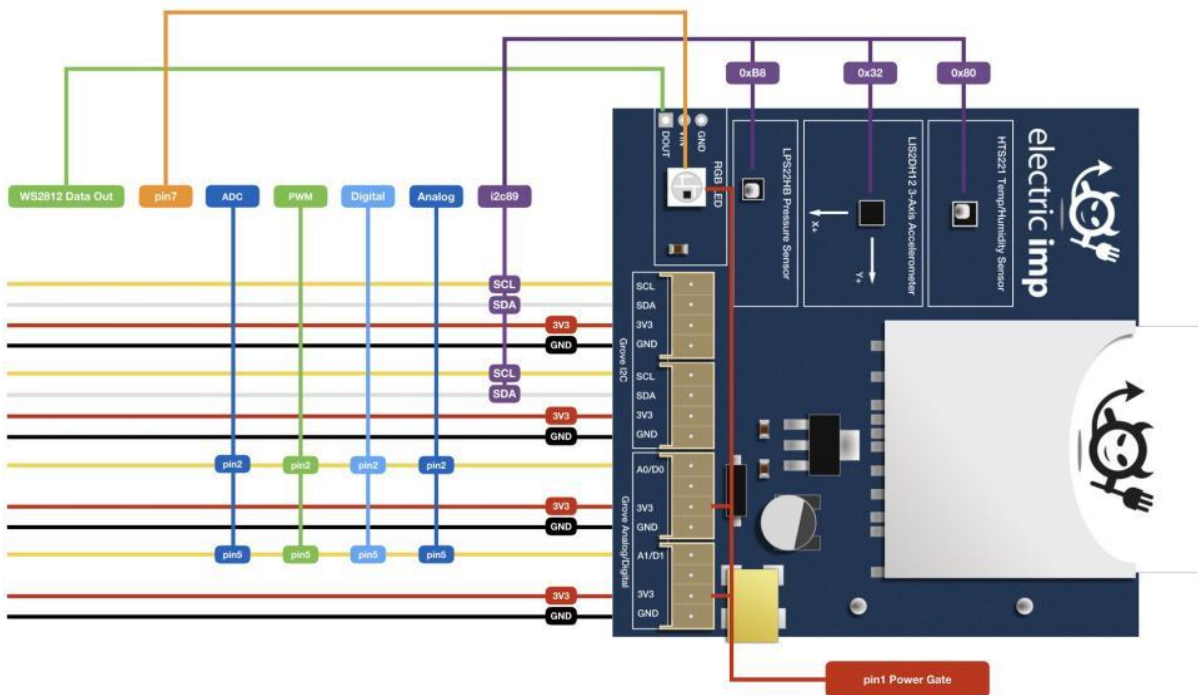 0xB8
0x32
0x80
WS2812 Data Out
pin7
ADC
PWM
Digital
Analog
i2c89
DOUT
VIN
GND
RGB LED
LPS22HB Pressure Sensor
X+
Y+
LIS2DH12 3-Axis Accelerometer
HTS221 Temp/Humidity Sensor
electric imp
SCL
SDA
3V3
GND
SCL
SDA
3V3
GND
SCL
SDA
3V3
GND
SCL
SDA
3V3
GND
Grove I2C
pin2
pin2
pin2
pin2
A0/D0
3V3
3V3
GND
GND
pin5
pin5
pin5
pin5
A1/D1
3V3
3V3
GND
GND
Grove Analog/Digital
pin1 Power Gate